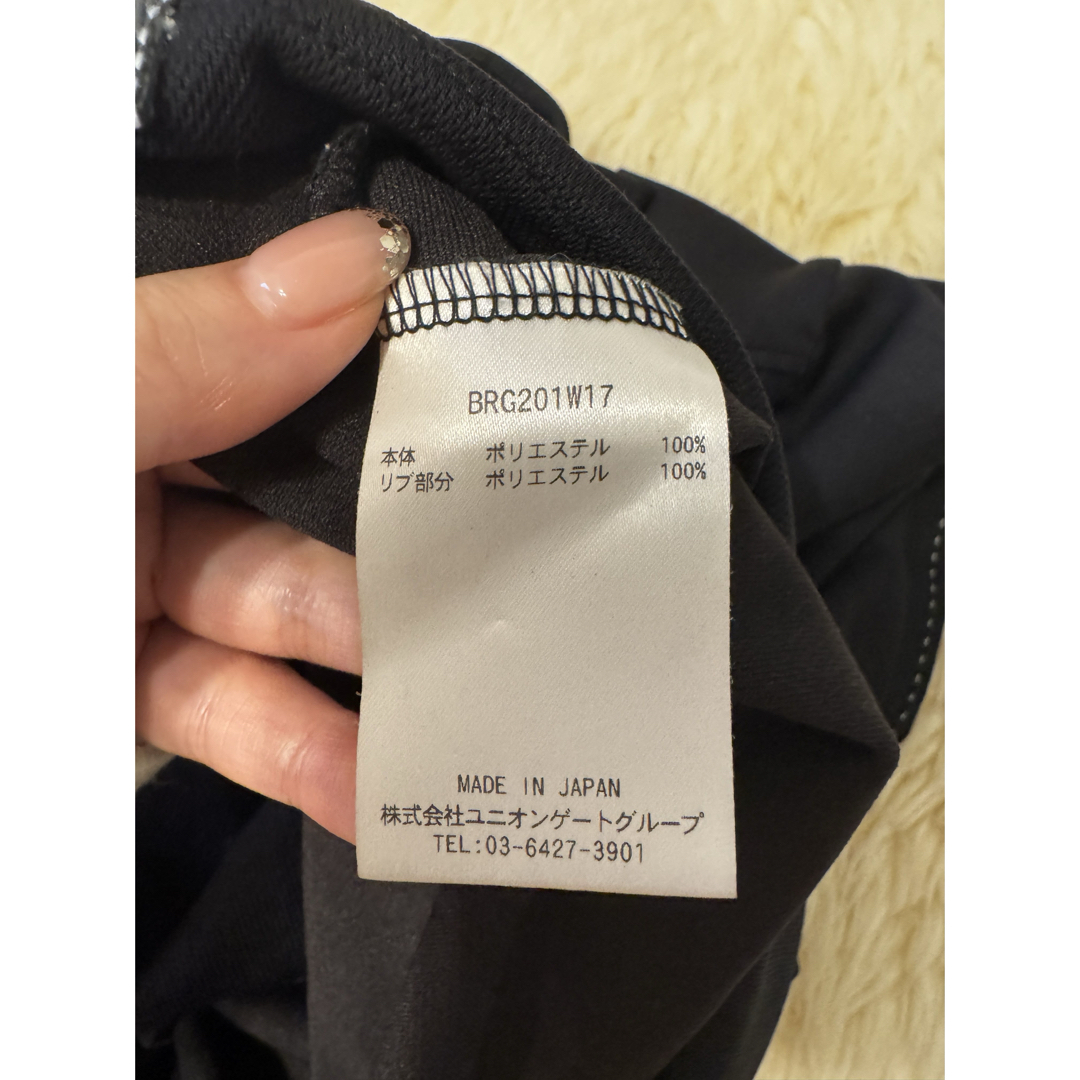 BRG201W17
本体 ポリエステル 100%
リブ部分 ポリエステル 100%
MADE IN JAPAN
株式会社ユニオンゲートグループ
TEL:03-6427-3901